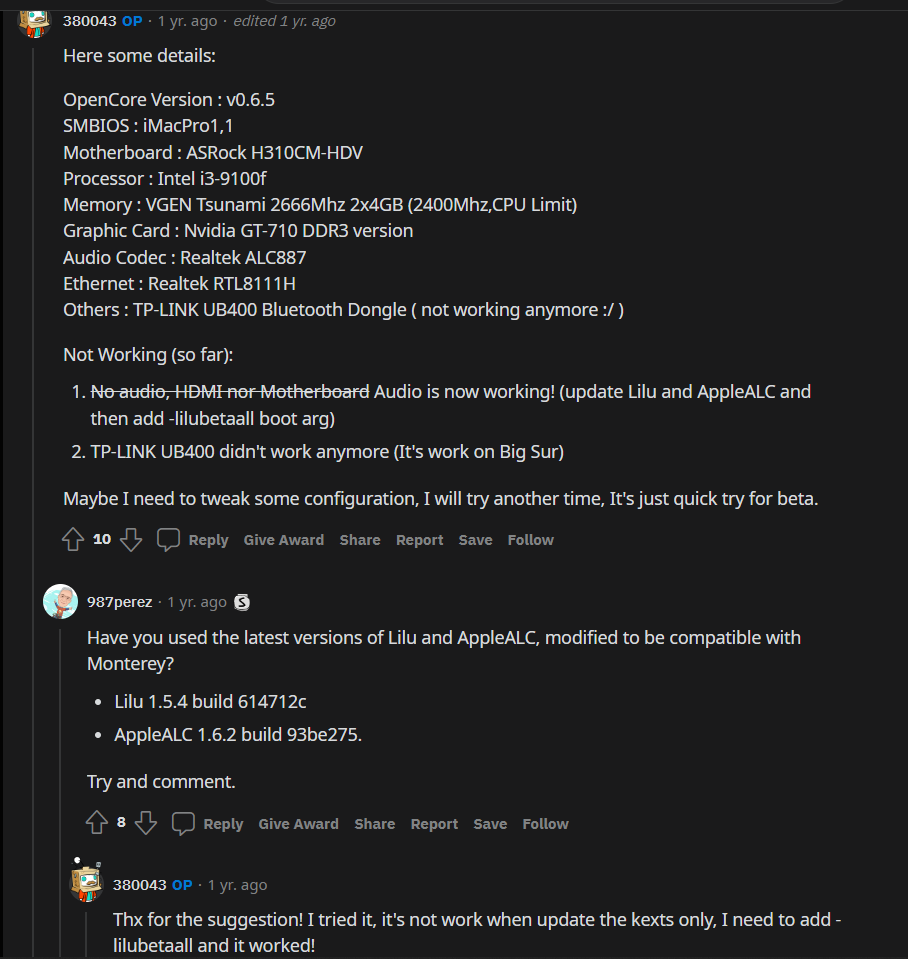 380043 OP · 1 yr. ago · edited 1 yr. ago
Here some details:
OpenCore Version : v0.6.5
SMBIOS : iMacPro1,1
Motherboard : ASRock H310CM-HDV
Processor : Intel i3-9100f
Memory : VGEN Tsunami 2666Mhz 2x4GB (2400Mhz,CPU Limit)
Graphic Card : Nvidia GT-710 DDR3 version
Audio Codec : Realtek ALC887
Ethernet : Realtek RTL8111H
Others : TP-LINK UB400 Bluetooth Dongle ( not working anymore :/ )
Not Working (so far):
1. No audio, HDMI nor Motherboard Audio is now working! (update Lilu and AppleALC and
then add -lilubetaall boot arg)
2. TP-LINK UB400 didn't work anymore (It's work on Big Sur)
Maybe I need to tweak some configuration, I will try another time, It's just quick try for beta.
10 Reply Give Award Share Report Save Follow
987perez · 1 yr. ago
Have you used the latest versions of Lilu and AppleALC, modified to be compatible with
Monterey?
• Lilu 1.5.4 build 614712c
• AppleALC 1.6.2 build 93be275.
Try and comment.
8 Reply Give Award Share Report Save Follow
380043 OP · 1 yr. ago
Thx for the suggestion! I tried it, it's not work when update the kexts only, I need to add -
lilubetaall and it worked!